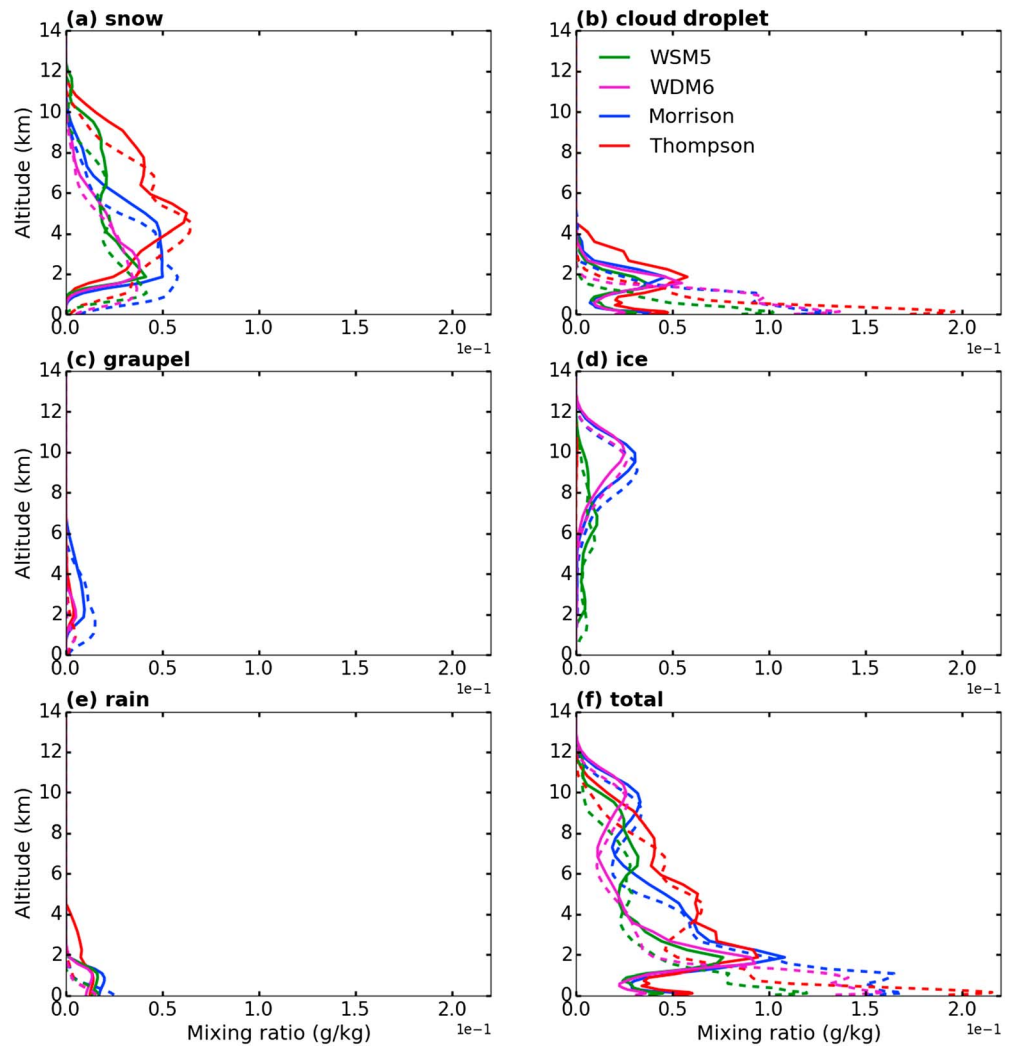 (a) snow
14
12
10
8
6
4
2
0
Altitude (km)
0.0 0.5 1.0 1.5 2.0
1e−1
(b) cloud droplet
14
12
10
8
6
4
2
0
WSM5
WDM6
Morrison
Thompson
0.0 0.5 1.0 1.5 2.0
1e−1
(c) graupel
14
12
10
8
6
4
2
0
Altitude (km)
0.0 0.5 1.0 1.5 2.0
1e−1
(d) ice
14
12
10
8
6
4
2
0
0.0 0.5 1.0 1.5 2.0
1e−1
(e) rain
14
12
10
8
6
4
2
0
Altitude (km)
0.0 0.5 1.0 1.5 2.0
Mixing ratio (g/kg)
1e−1
(f) total
14
12
10
8
6
4
2
0
0.0 0.5 1.0 1.5 2.0
Mixing ratio (g/kg)
1e−1